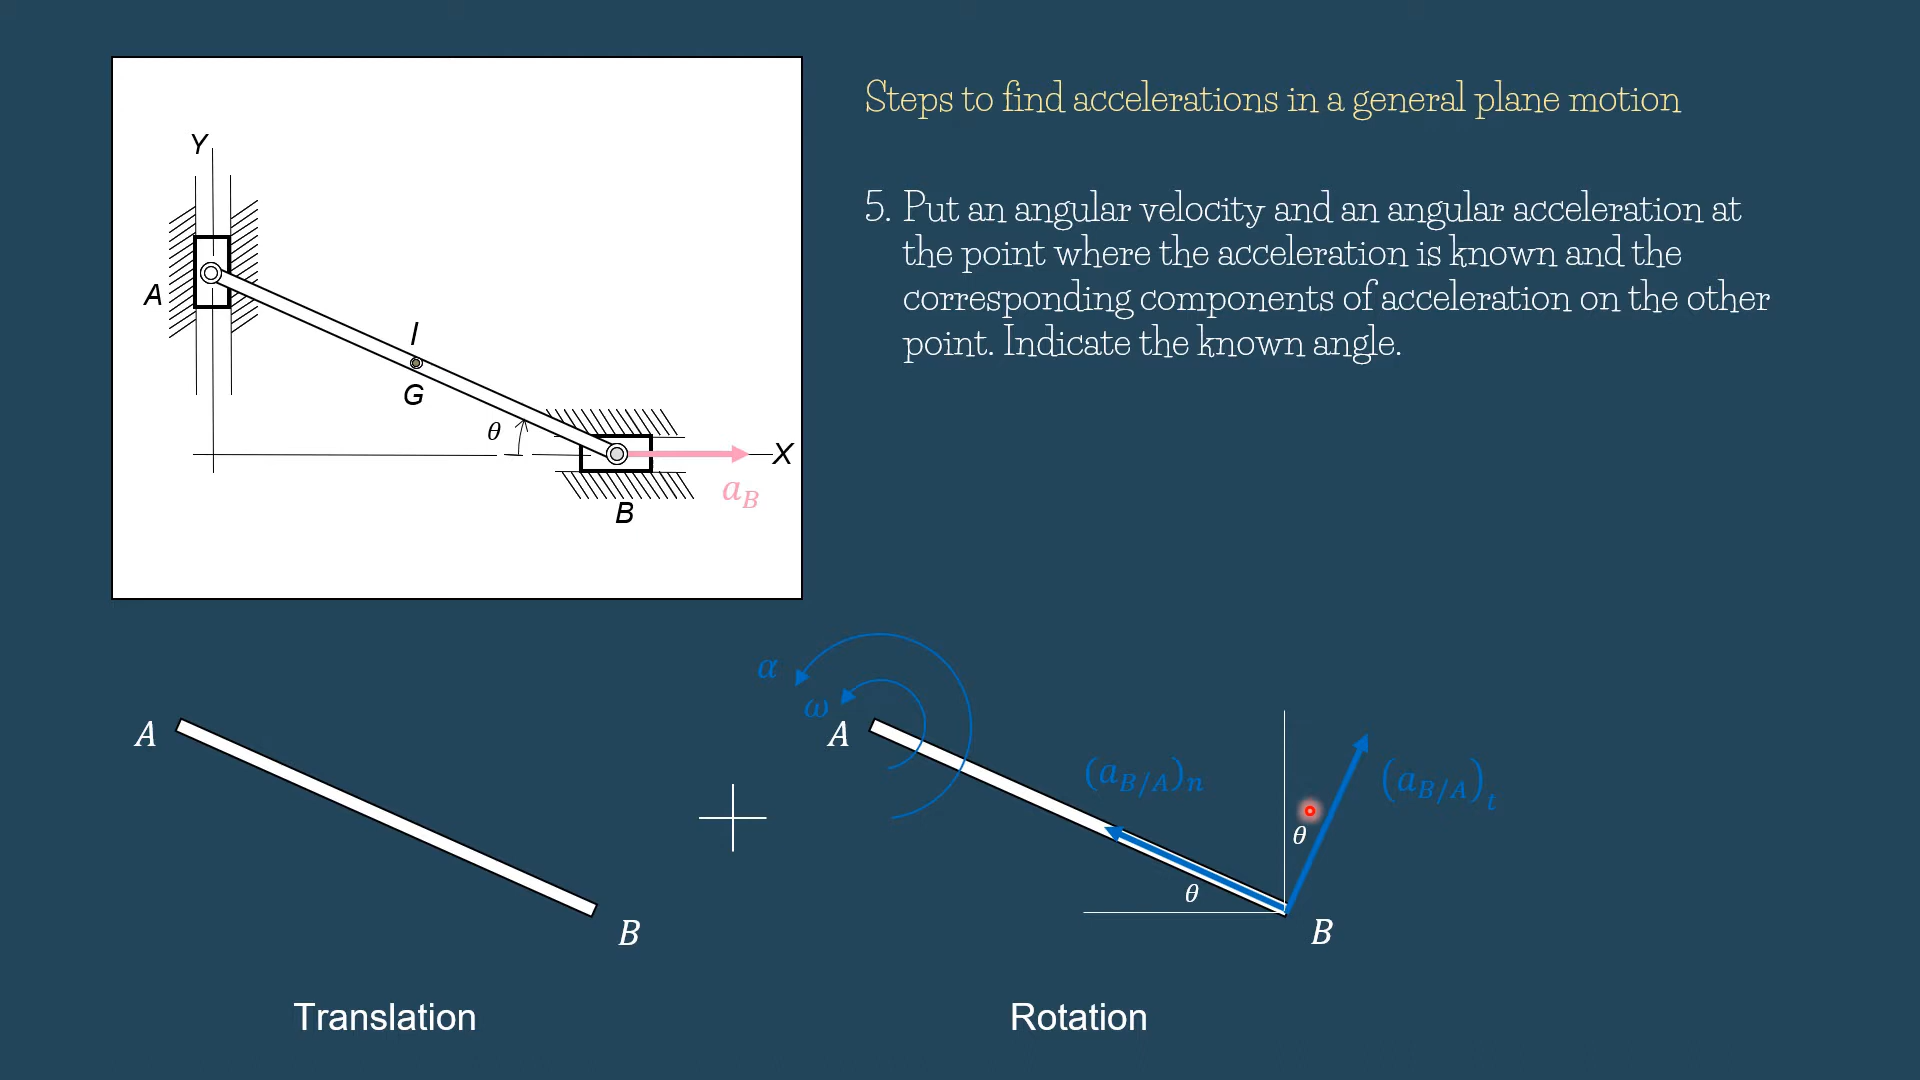 Steps to find accelerations in a general plane motion
5. Put an angular velocity and an angular acceleration at
the point where the acceleration is known and the
corresponding components of acceleration on the other
point. Indicate the known angle.
Y
A
I
G
θ
X
a_B
B
α
ω
A
B
A
(a_{B/A})_n
(a_{B/A})_t
θ
θ
B
Translation
Rotation